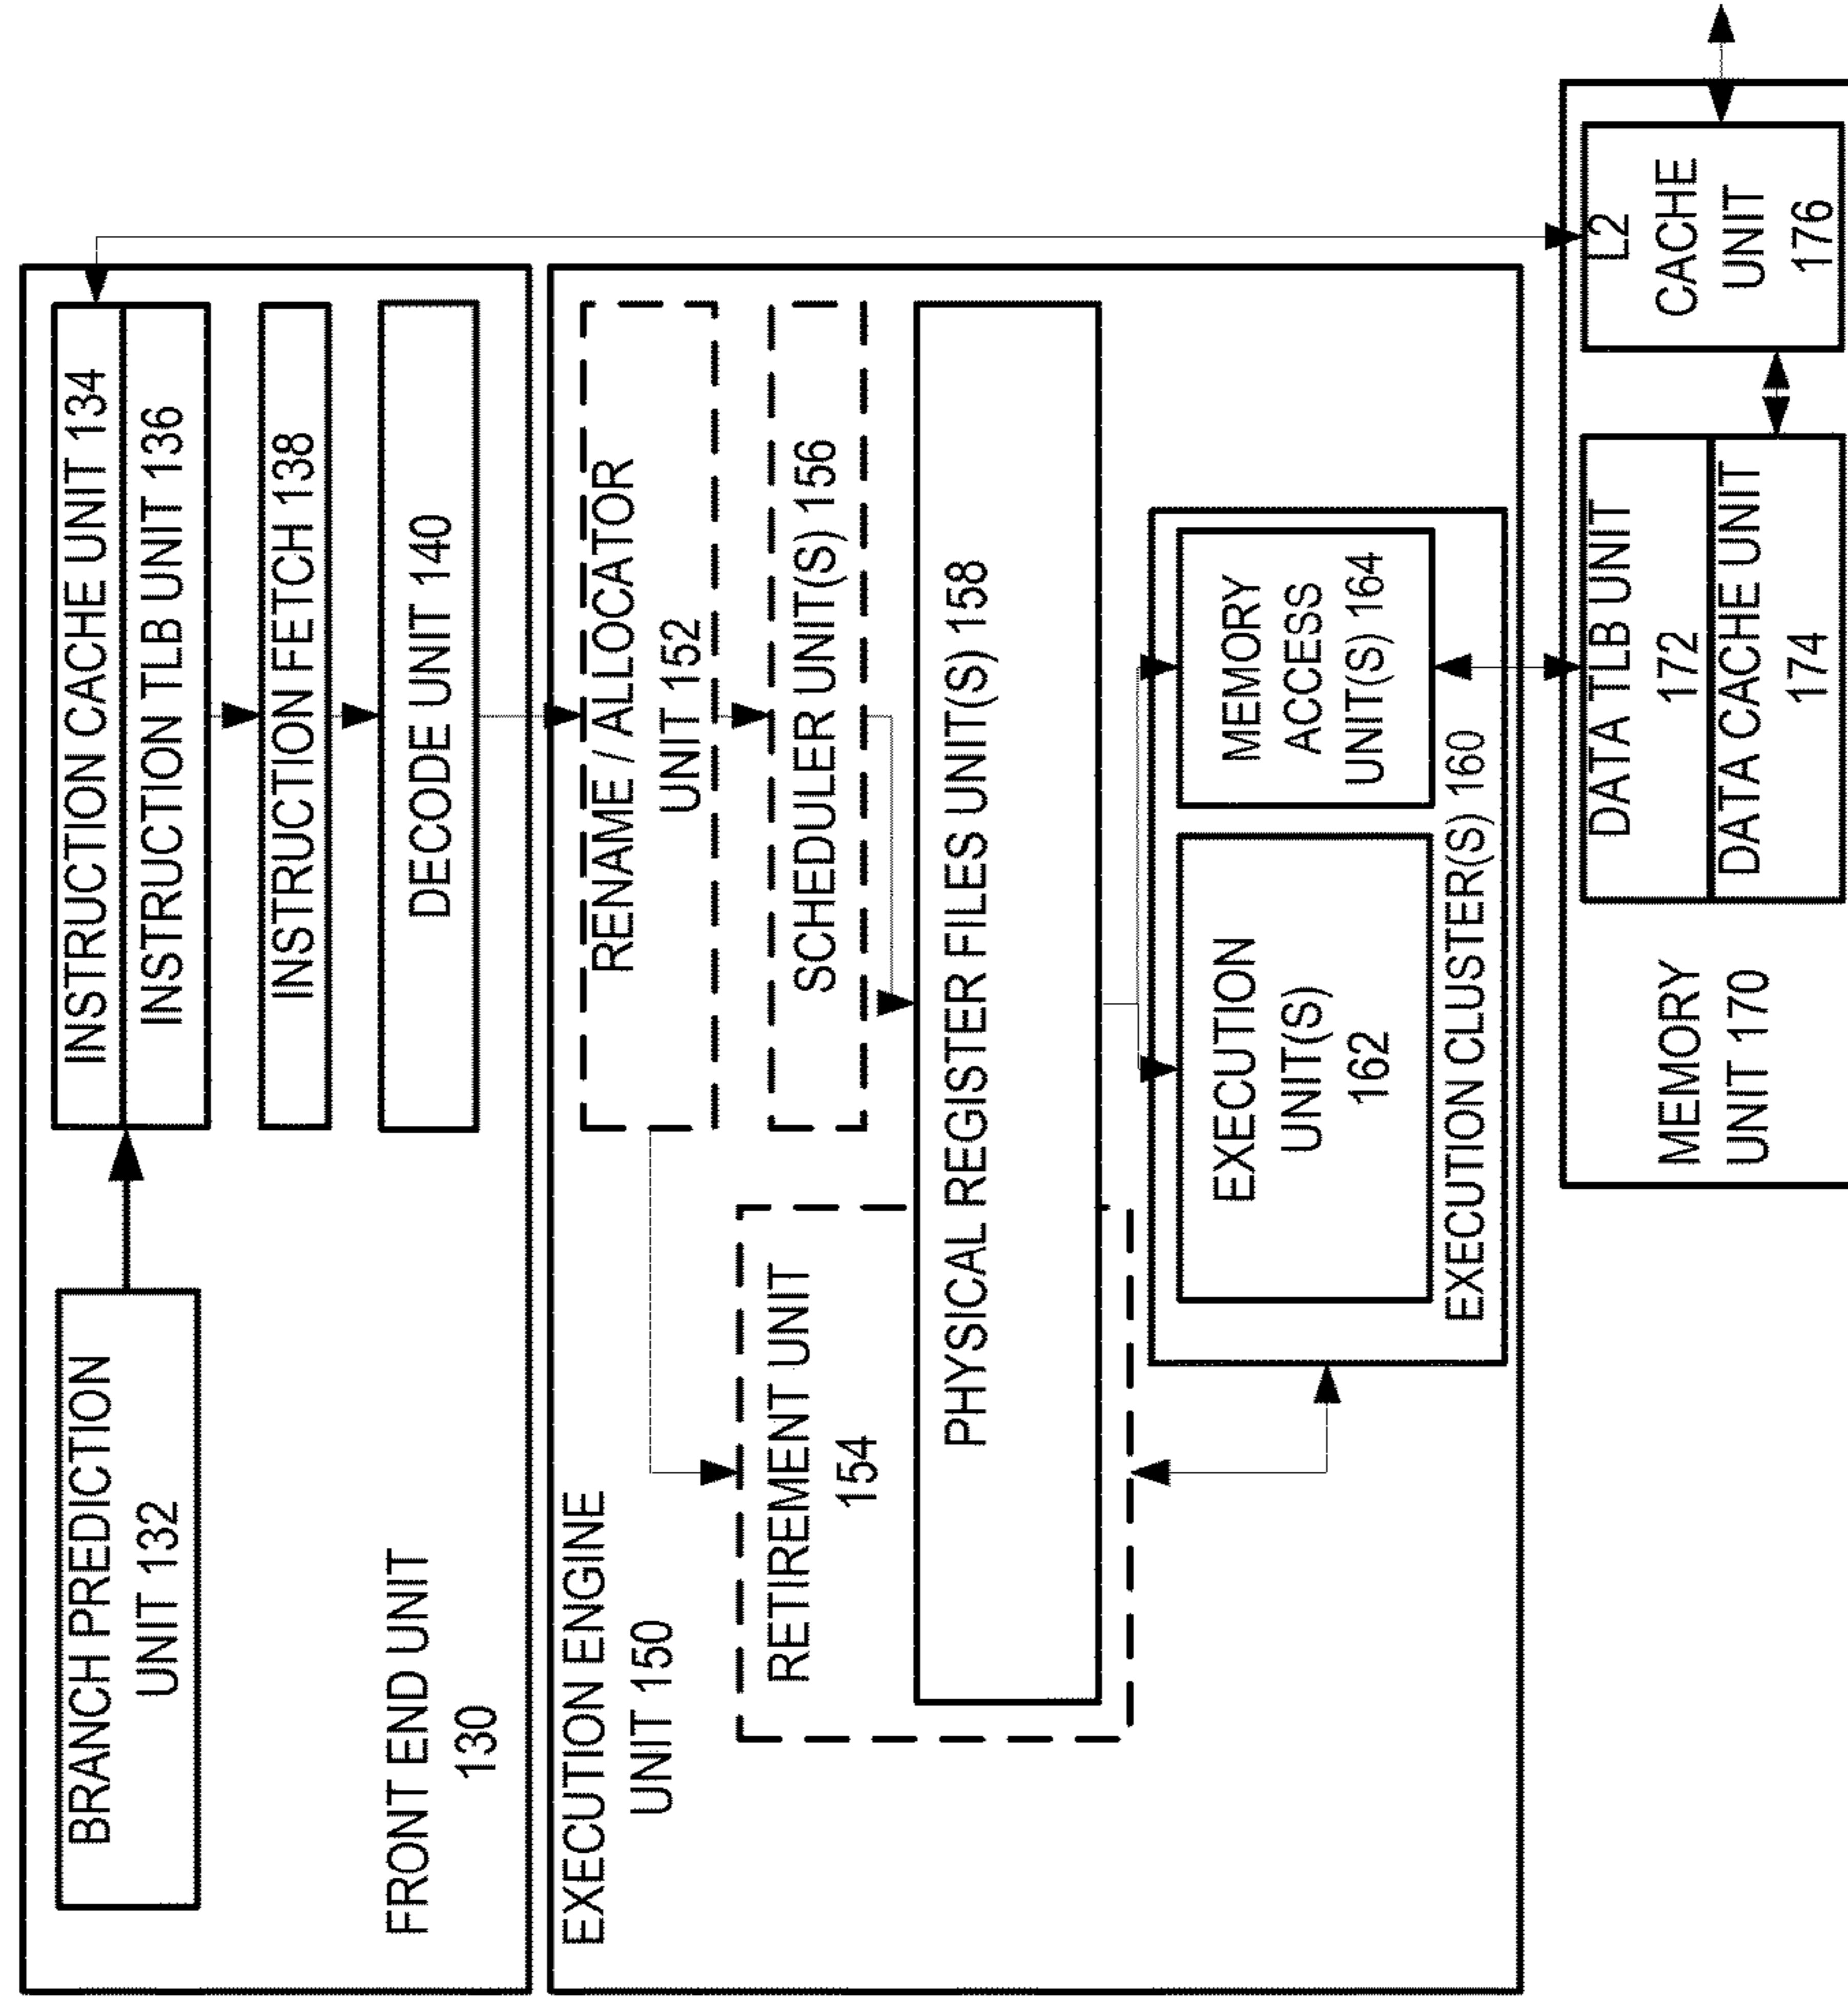 BRANCH PREDICTION
UNIT 132
INSTRUCTION CACHE UNIT 134
INSTRUCTION TLB UNIT 136
INSTRUCTION FETCH 138
FRONT END UNIT
130
DECODE UNIT 140
EXECUTION ENGINE
UNIT 150
RENAME / ALLOCATOR
UNIT 152
RETIREMENT UNIT
154
SCHEDULER UNIT(S) 156
PHYSICAL REGISTER FILES UNIT(S) 158
EXECUTION
UNIT(S)
162
MEMORY
ACCESS
UNIT(S) 164
EXECUTION CLUSTER(S) 160
MEMORY
UNIT 170
DATA TLB UNIT
172
DATA CACHE UNIT
174
L2
CACHE
UNIT
176